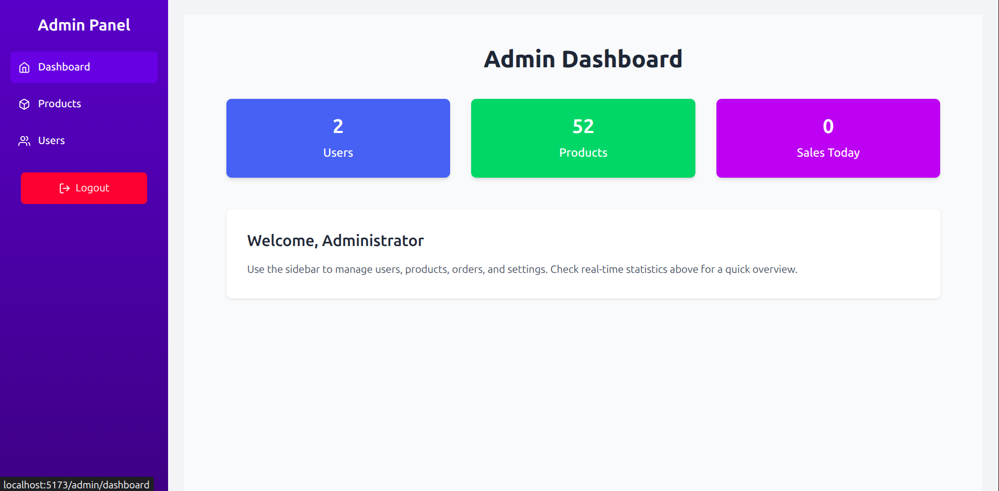 Admin Panel
Dashboard
Products
Users
Logout
Admin Dashboard
2
Users
52
Products
0
Sales Today
Welcome, Administrator
Use the sidebar to manage users, products, orders, and settings. Check real-time statistics above for a quick overview.
localhost:5173/admin/dashboard